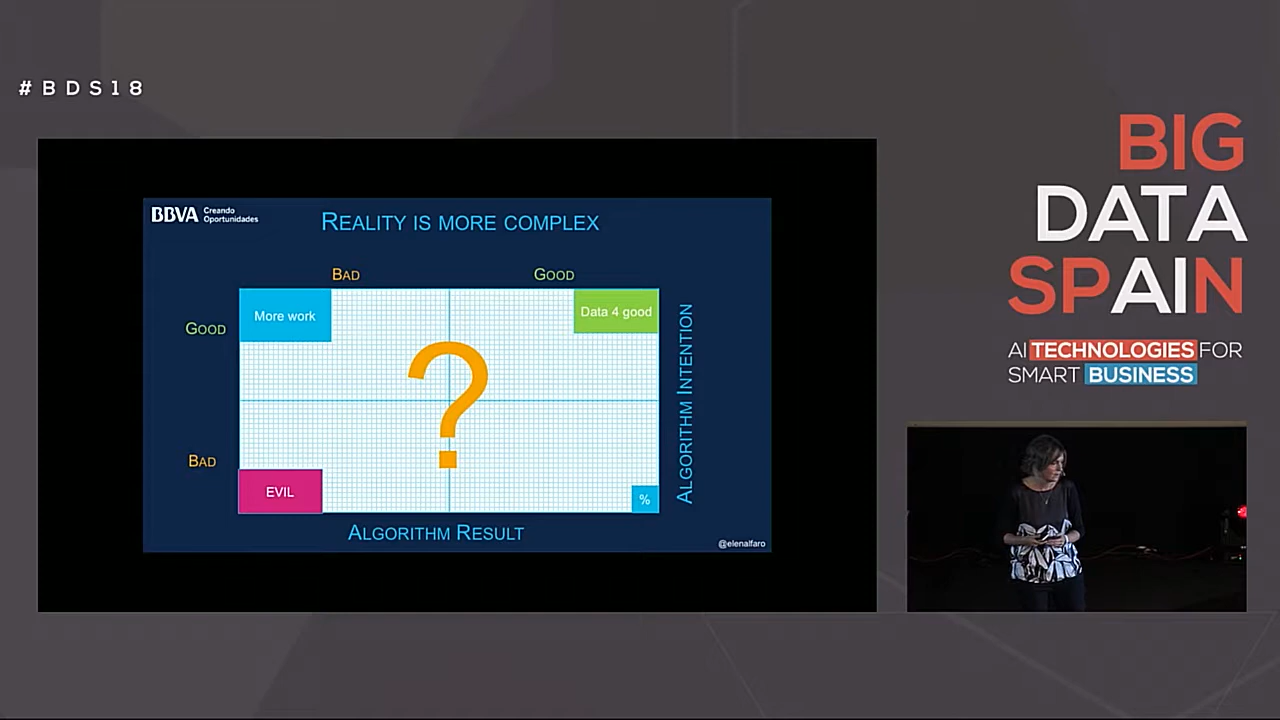 #BDS18
BIG
DATA
SPAIN
AI TECHNOLOGIES FOR
SMART BUSINESS
BBVA Creando
Oportunidades
REALITY IS MORE COMPLEX
BAD GOOD
More work
Data 4 good
GOOD
?
BAD
EVIL
%
ALGORITHM INTENTION
ALGORITHM RESULT
@elenalfaro